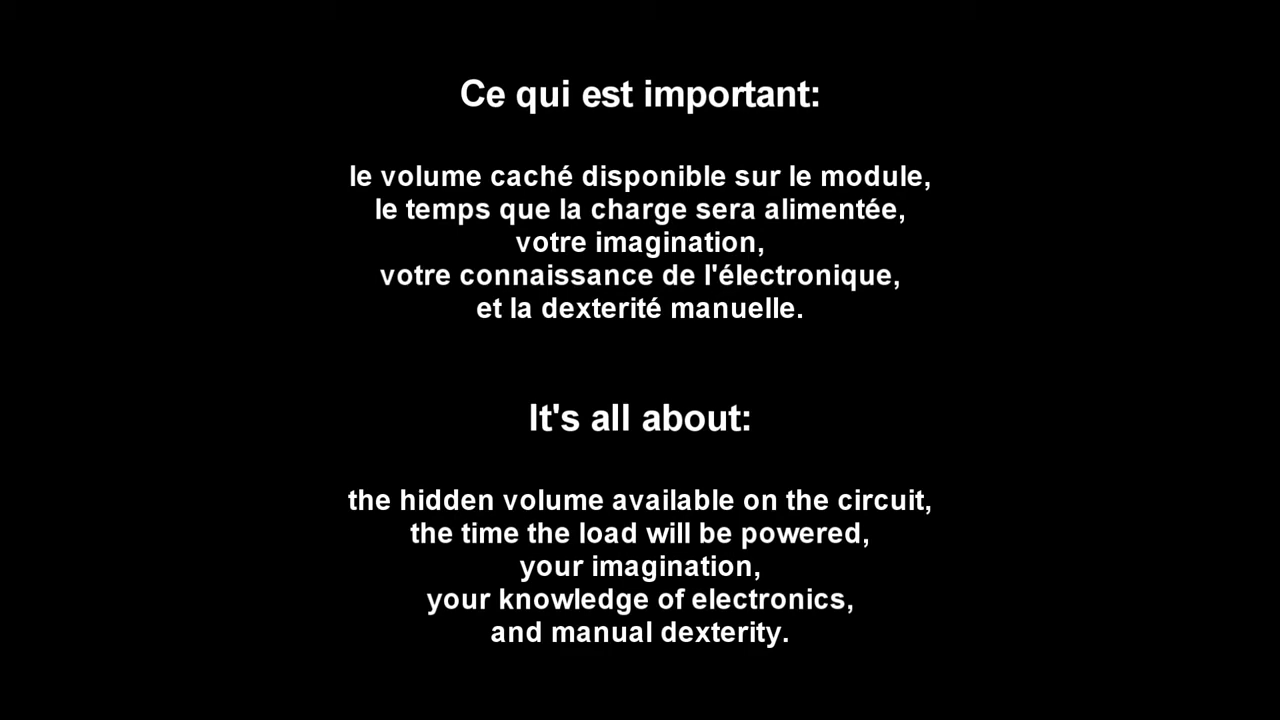 Ce qui est important:
le volume caché disponible sur le module,
le temps que la charge sera alimentée,
votre imagination,
votre connaissance de l'électronique,
et la dexterité manuelle.
It's all about:
the hidden volume available on the circuit,
the time the load will be powered,
your imagination,
your knowledge of electronics,
and manual dexterity.